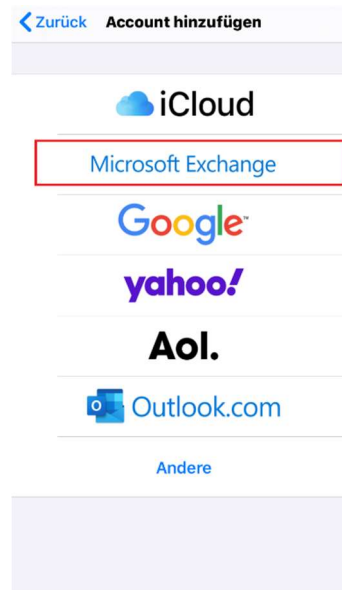 Zurück Account hinzufügen
iCloud
Microsoft Exchange
Google
yahoo!
Aol.
Outlook.com
Andere